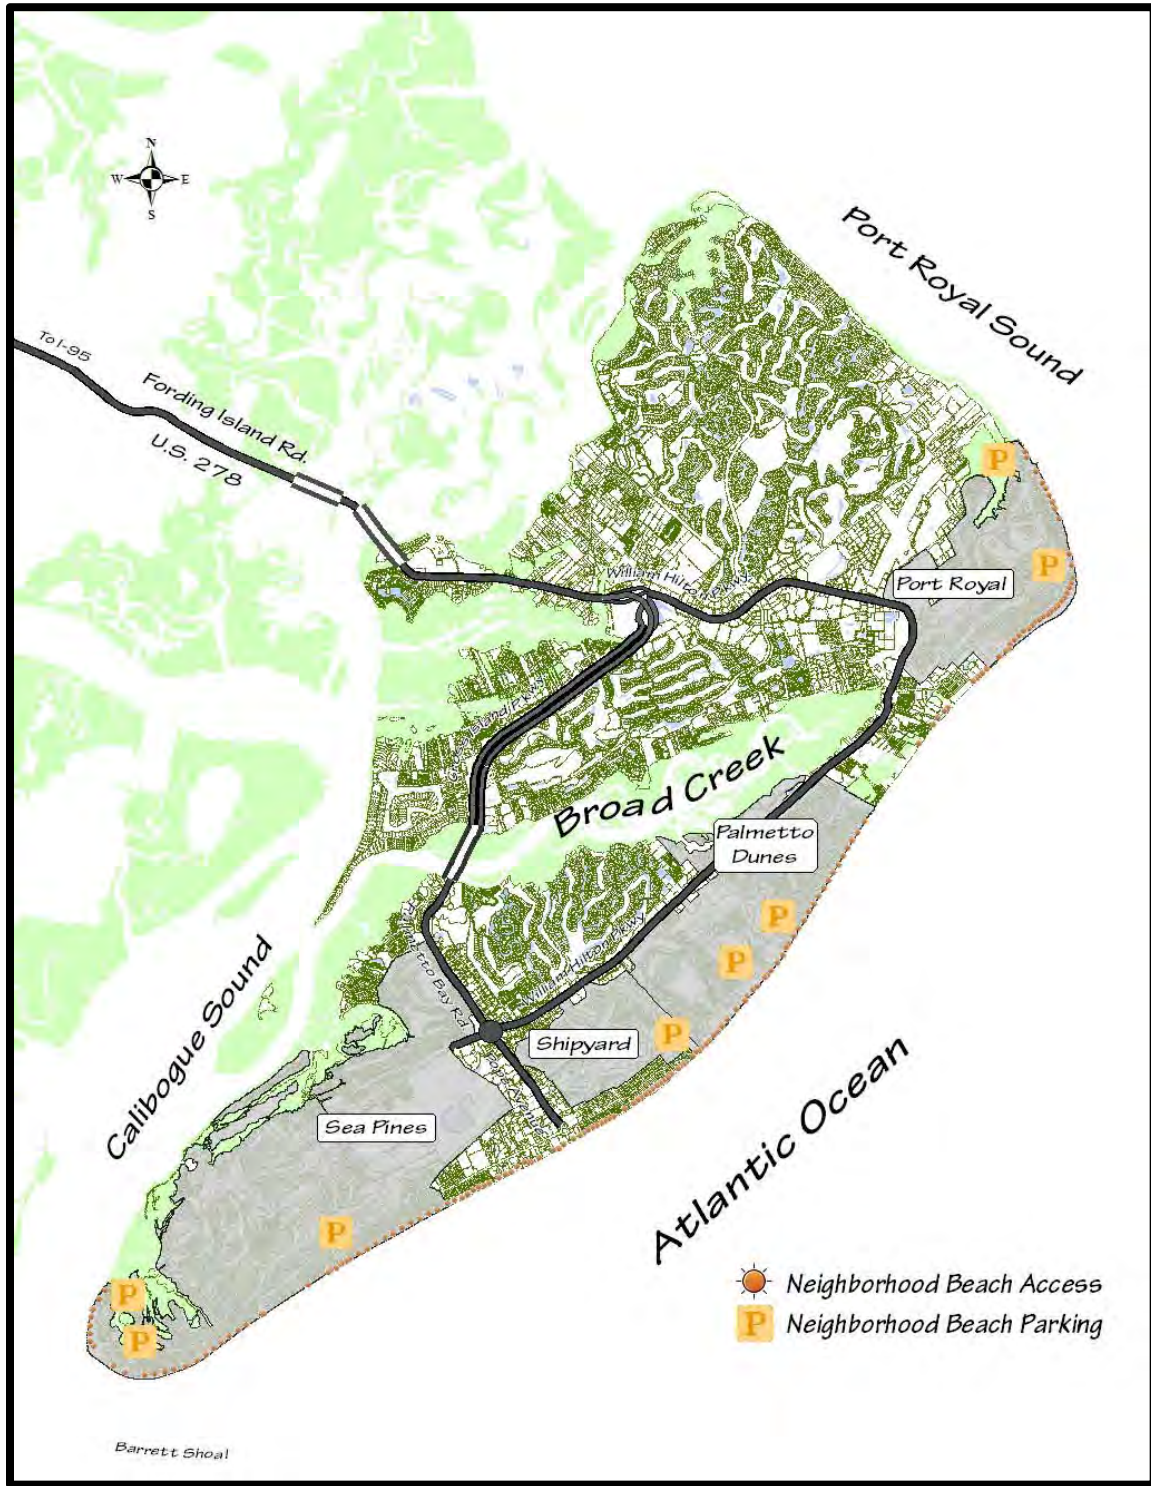 N
W E
S
Port Royal Sound
To I-95
Fording Island Rd.
U.S. 278
P
P
William Hilton Pkwy
Port Royal
Island Pkwy
Broad Creek
Palmetto
Dunes
P
P
William Hilton Pkwy
Palmetto Bay Rd
P
Shipyard
Calibogue Sound
Sea Pines
Atlantic Ocean
P
P
P
Neighborhood Beach Access
P Neighborhood Beach Parking
Barrett Shoal